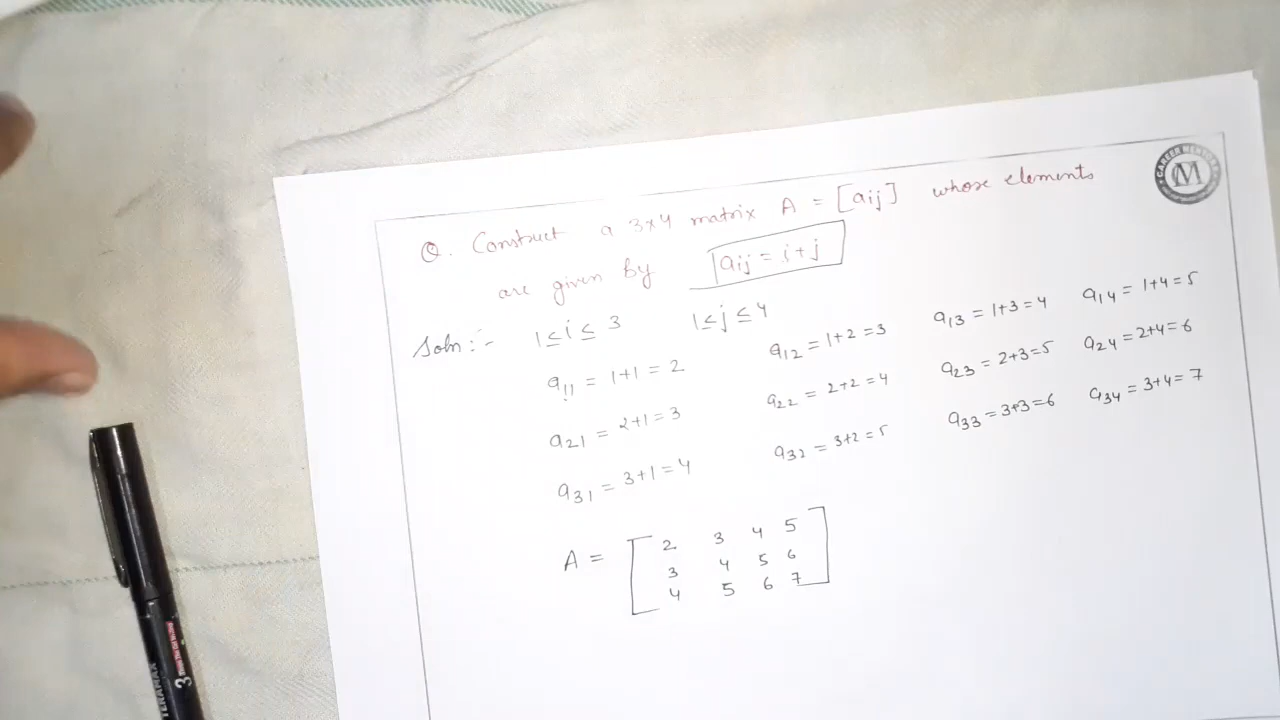 Q. Construct a 3x4 matrix A = [aij] whose elements
are given by aij = i + j
Soln:- 1 ≤ i ≤ 3 1 ≤ j ≤ 4
a11 = 1+1 = 2 a12 = 1+2 = 3 a13 = 1+3 = 4 a14 = 1+4 = 5
a21 = 2+1 = 3 a22 = 2+2 = 4 a23 = 2+3 = 5 a24 = 2+4 = 6
a31 = 3+1 = 4 a32 = 3+2 = 5 a33 = 3+3 = 6 a34 = 3+4 = 7
A = [ 2 3 4 5
3 4 5 6
4 5 6 7 ]
CAREER MENTORS
M
3